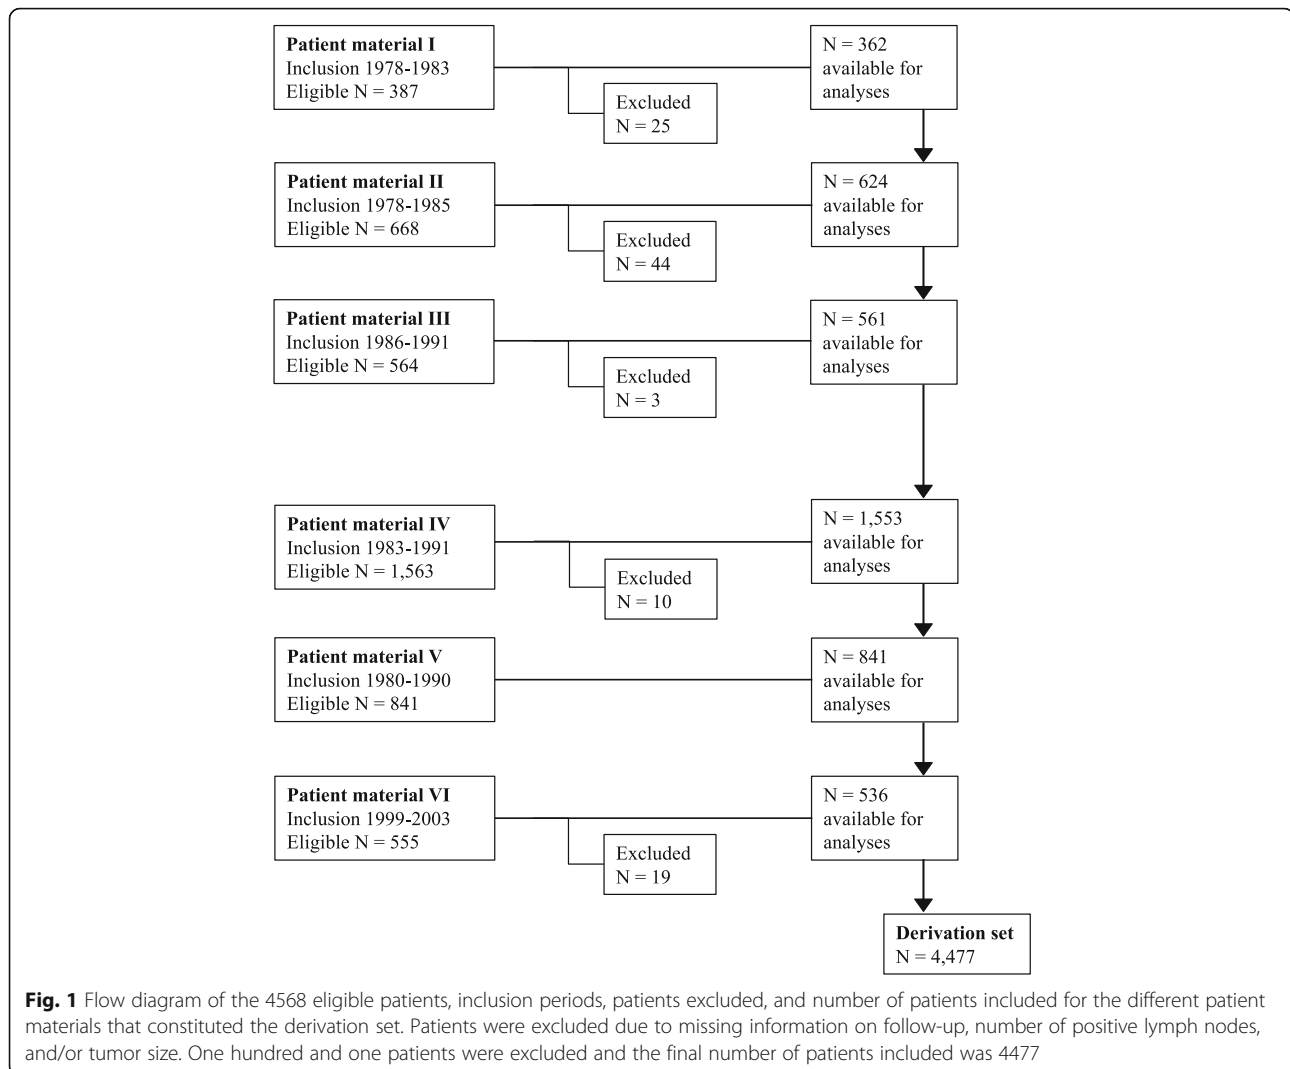 Patient material I
Inclusion 1978-1983
Eligible N = 387
N = 362
available for
analyses
Excluded
N = 25
Patient material II
Inclusion 1978-1985
Eligible N = 668
N = 624
available for
analyses
Excluded
N = 44
Patient material III
Inclusion 1986-1991
Eligible N = 564
N = 561
available for
analyses
Excluded
N = 3
Patient material IV
Inclusion 1983-1991
Eligible N = 1,563
N = 1,553
available for
analyses
Excluded
N = 10
Patient material V
Inclusion 1980-1990
Eligible N = 841
N = 841
available for
analyses
Patient material VI
Inclusion 1999-2003
Eligible N = 555
N = 536
available for
analyses
Excluded
N = 19
Derivation set
N = 4,477
Fig. 1 Flow diagram of the 4568 eligible patients, inclusion periods, patients excluded, and number of patients included for the different patient
materials that constituted the derivation set. Patients were excluded due to missing information on follow-up, number of positive lymph nodes,
and/or tumor size. One hundred and one patients were excluded and the final number of patients included was 4477